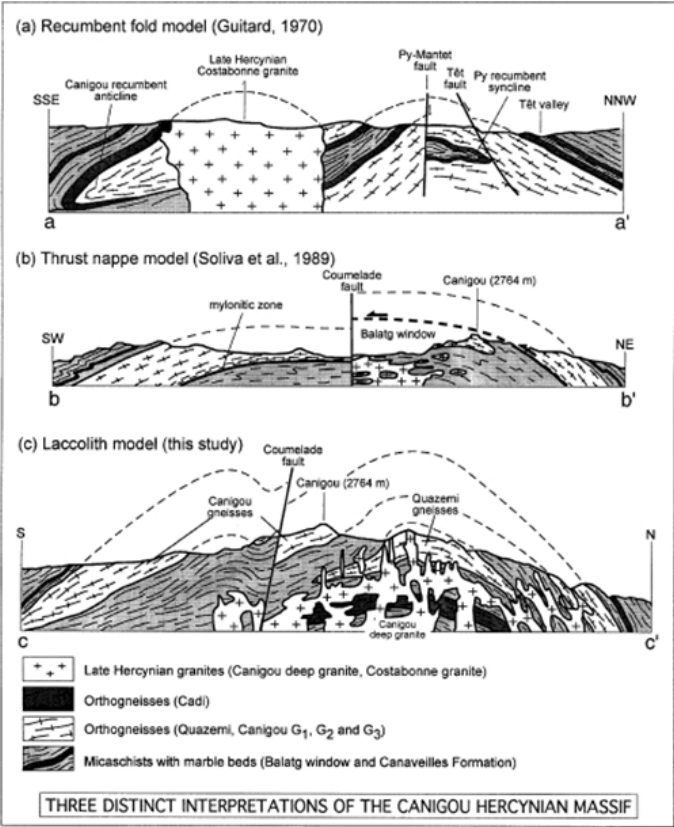 (a) Recumbent fold model (Guitard, 1970)
Late Hercynian
Costabonne granite
Py-Mantet
fault
Têt
fault
Py recumbent
syncline
Canigou recumbent
anticline
Têt valley
SSE
NNW
a
a'
(b) Thrust nappe model (Soliva et al., 1989)
Coumelade
fault
Canigou (2764 m)
mylonitic zone
Balatg window
SW
NE
b
b'
(c) Laccolith model (this study)
Coumelade
fault
Canigou (2764 m)
Canigou
gneisses
Quazemi
gneisses
S
N
Canigou
deep granite
c
c'
Late Hercynian granites (Canigou deep granite, Costabonne granite)
Orthogneisses (Cadi)
Orthogneisses (Quazemi, Canigou G1, G2 and G3)
Micaschists with marble beds (Balatg window and Canaveilles Formation)
THREE DISTINCT INTERPRETATIONS OF THE CANIGOU HERCYNIAN MASSIF